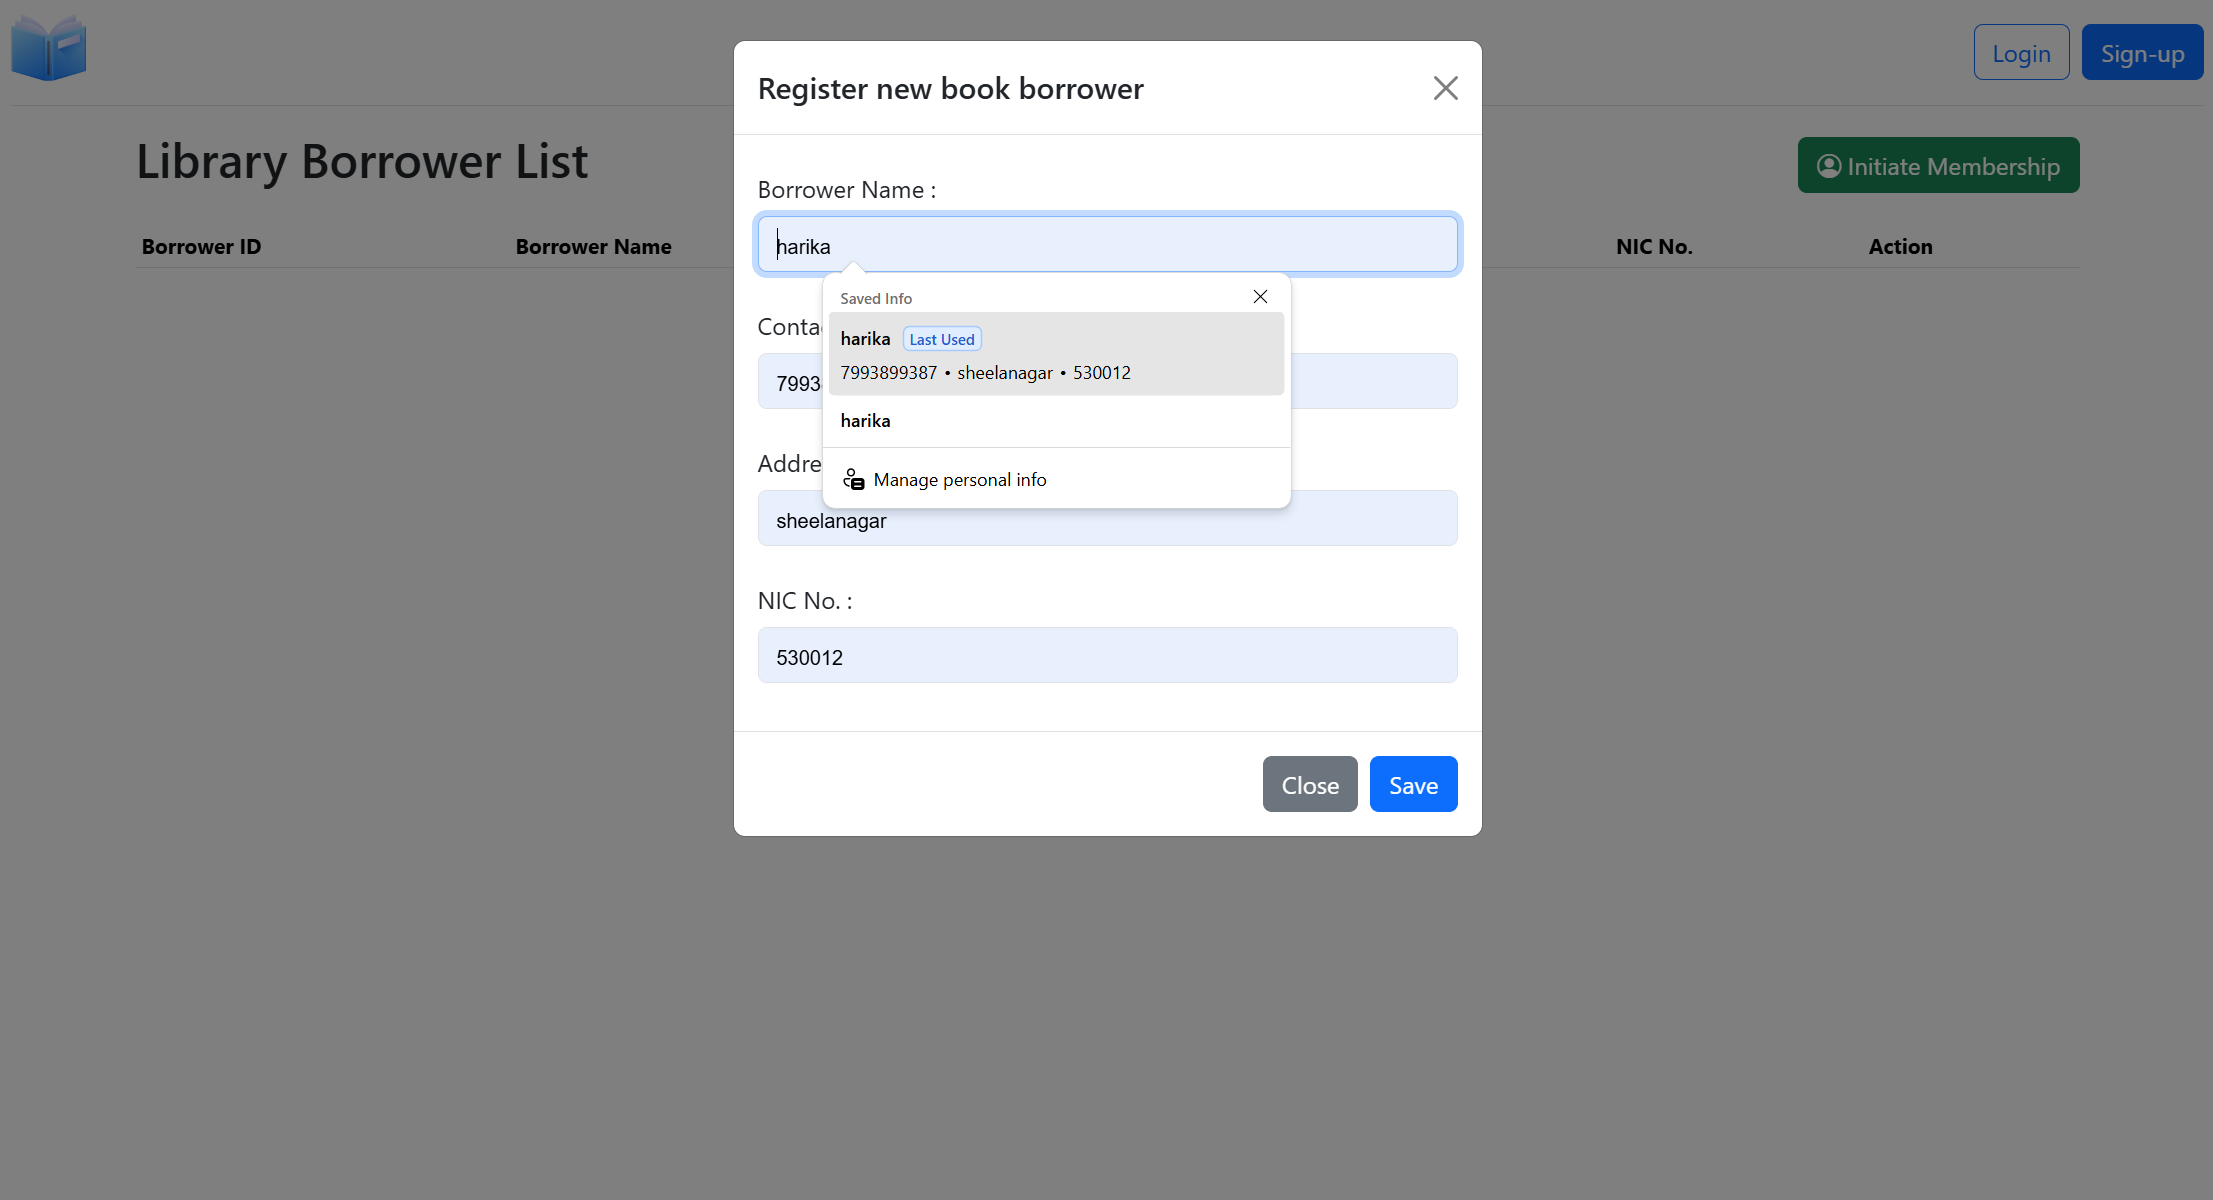 Login
Sign-up
Register new book borrower
Library Borrower List
Initiate Membership
Borrower ID
Borrower Name
NIC No.
Action
Borrower Name :
harika
Saved Info
harika Last Used
7993899387 • sheelanagar • 530012
harika
Manage personal info
Conta
7993
Addre
sheelanagar
NIC No. :
530012
Close
Save